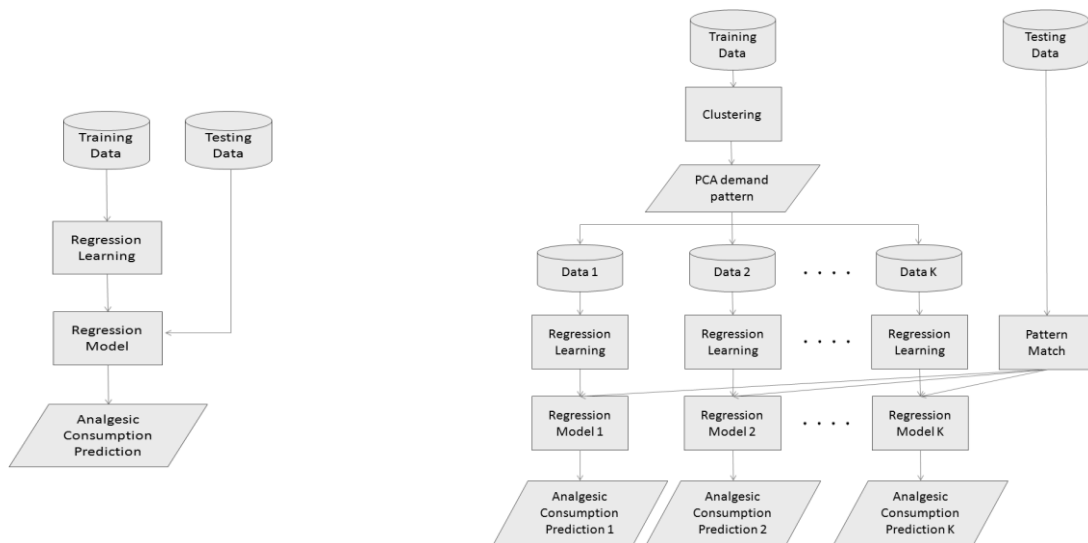 Training
Data
Testing
Data
Regression
Learning
Regression
Model
Analgesic
Consumption
Prediction
Training
Data
Testing
Data
Clustering
PCA demand
pattern
Data 1
Data 2
. . . .
Data K
Regression
Learning
Regression
Learning
. . . .
Regression
Learning
Pattern
Match
Regression
Model 1
Regression
Model 2
. . . .
Regression
Model K
Analgesic
Consumption
Prediction 1
Analgesic
Consumption
Prediction 2
Analgesic
Consumption
Prediction K